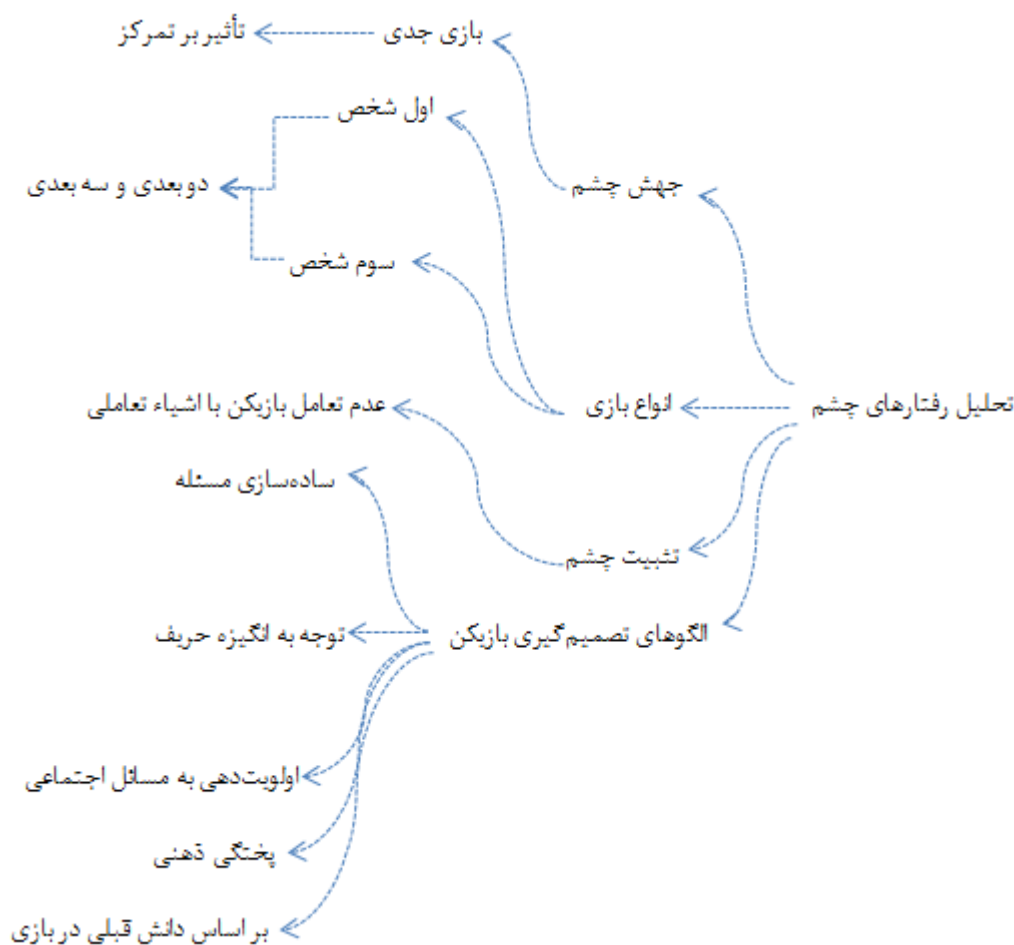 بازی جدی
تأثیر بر تمرکز
اول شخص
جهش چشم
دو بعدی و سه بعدی
سوم شخص
تحلیل رفتارهای چشم
انواع بازی
عدم تعامل بازیکن با اشیاء تعاملی
ساده‌سازی مسئله
تثبیت چشم
الگوهای تصمیم‌گیری بازیکن
توجه به انگیزه حریف
اولویت‌دهی به مسائل اجتماعی
پختگی ذهنی
بر اساس دانش قبلی در بازی